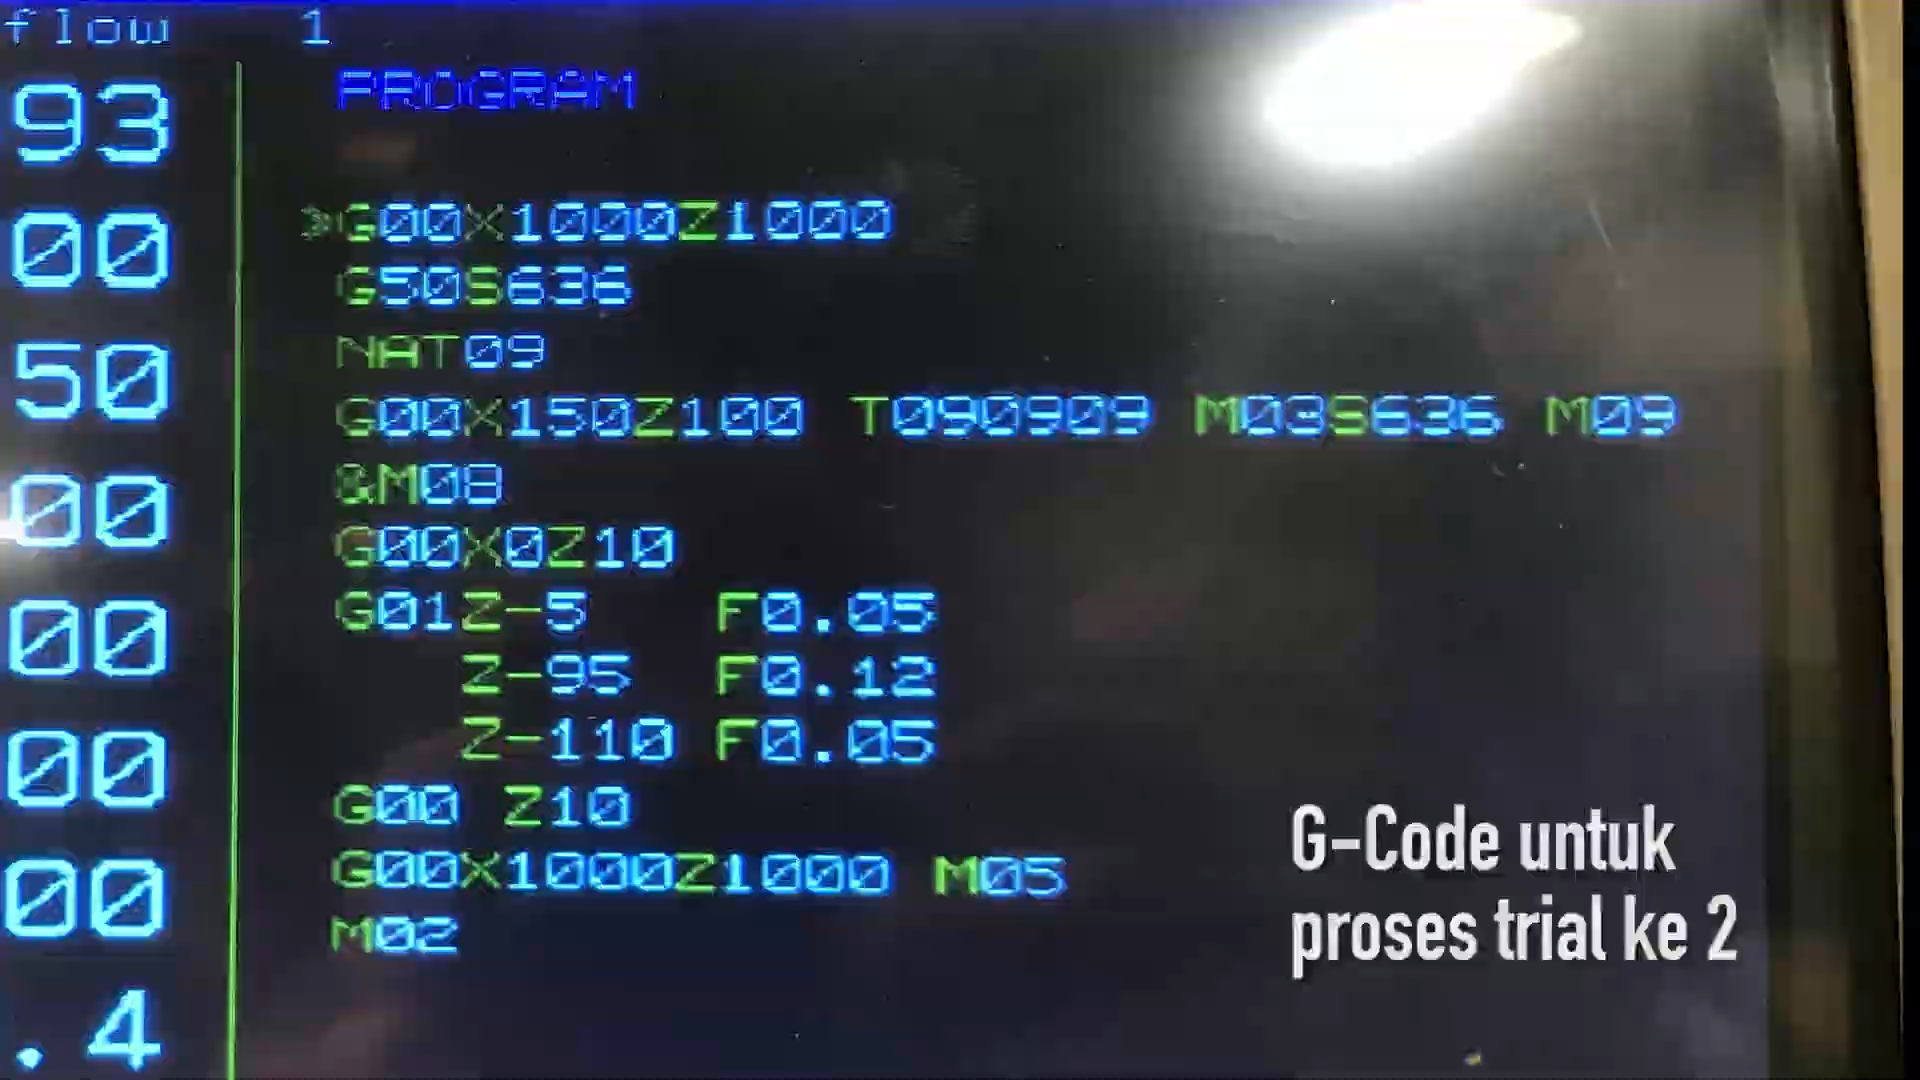 flow 1
93
00
50
00
00
00
00
.4
PROGRAM
G00X1000Z1000
G50S636
NAT09
G00X150Z100 T090909 M03S636 M09
&M08
G00X0Z10
G01Z-5 F0.05
Z-95 F0.12
Z-110 F0.05
G00 Z10
G00X1000Z1000 M05
M02
G-Code untuk
proses trial ke 2